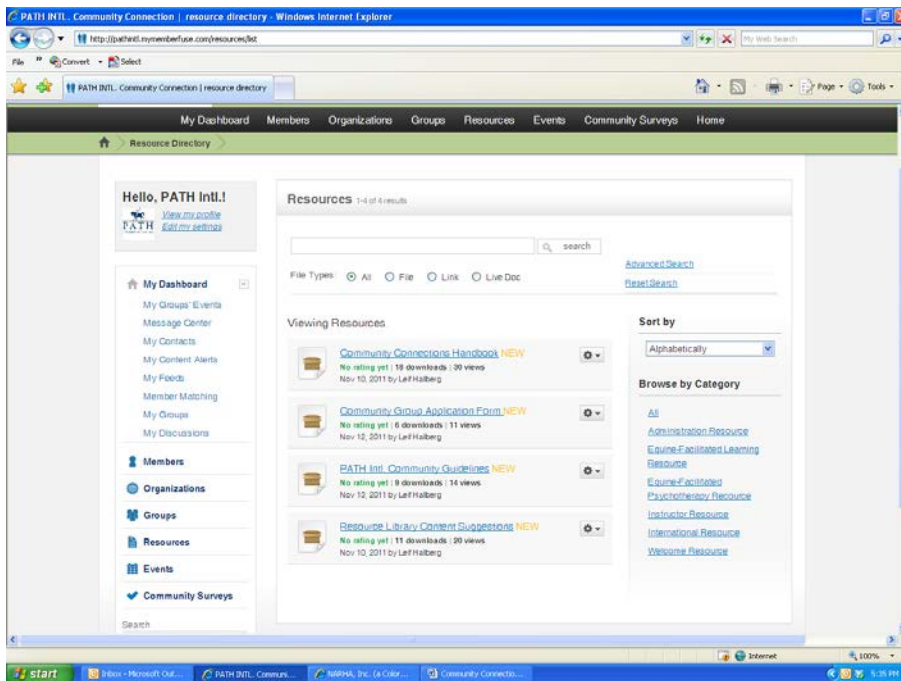 PATH INTL. Community Connection | resource directory - Windows Internet Explorer
http://pathintl.mymemberfuse.com/resources/list
My Web Search
File » Convert Select
PATH INTL. Community Connection | resource directory
Page Tools
My Dashboard Members Organizations Groups Resources Events Community Surveys Home
Resource Directory
Hello, PATH Intl.!
PATH
View my profile
Edit my settings
My Dashboard
My Groups' Events
Message Center
My Contacts
My Content Alerts
My Feeds
Member Matching
My Groups
My Discussions
Members
Organizations
Groups
Resources
Events
Community Surveys
Search
Resources 1-4 of 4 results
search
File Types: All File Link Live Doc
Advanced Search
Reset Search
Viewing Resources
Community Connections Handbook NEW
No rating yet | 18 downloads | 30 views
Nov 10, 2011 by Leif Halberg
Community Group Application Form NEW
No rating yet | 6 downloads | 11 views
Nov 12, 2011 by Leif Halberg
PATH Intl. Community Guidelines NEW
No rating yet | 9 downloads | 14 views
Nov 12, 2011 by Leif Halberg
Resource Library Content Suggestions NEW
No rating yet | 11 downloads | 20 views
Nov 10, 2011 by Leif Halberg
Sort by
Alphabetically
Browse by Category
All
Administration Resource
Equine-Facilitated Learning
Resource
Equine-Facilitated
Psychotherapy Resource
Instructor Resource
International Resource
Welcome Resource
Internet 100%
start Inbox - Microsoft Out... PATH INTL. Communi... NARHA, Inc. (a Color... Community Connectio... 5:35 PM